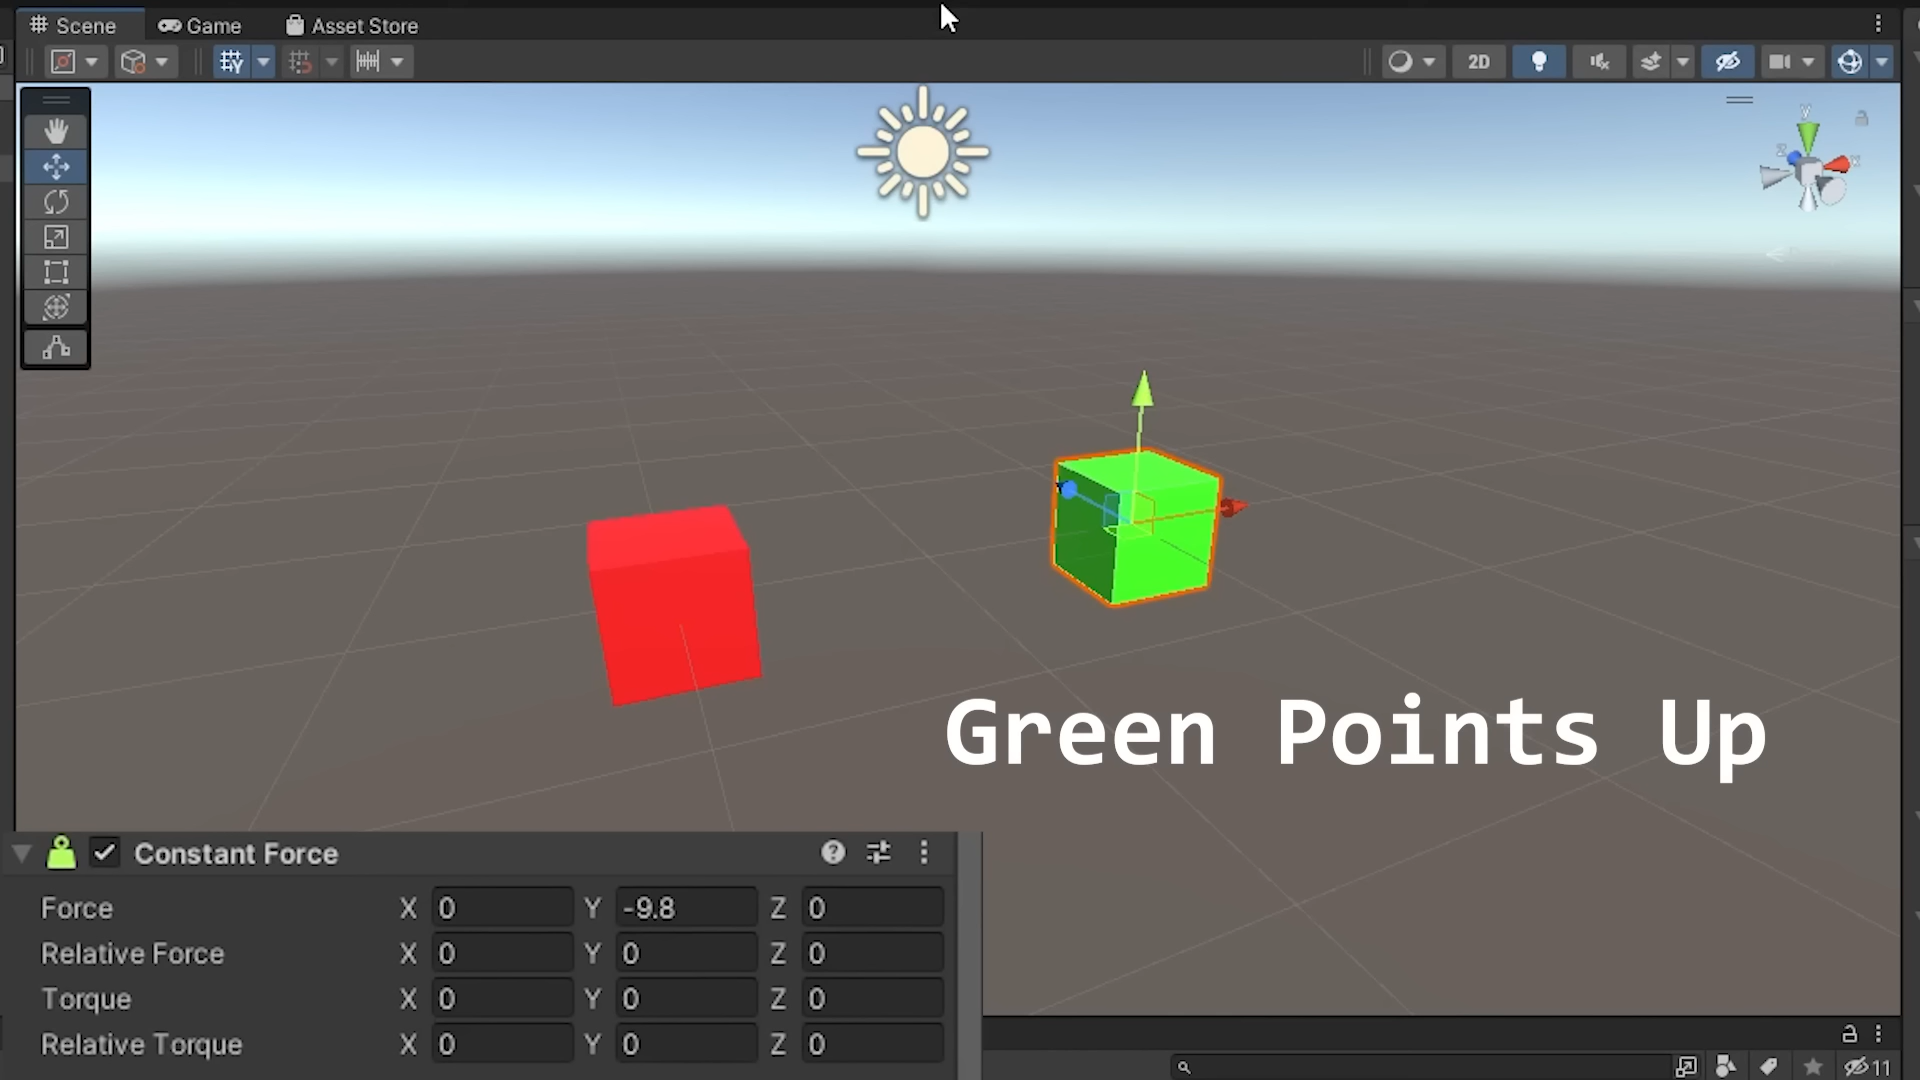 Scene Game Asset Store
2D
y
z x
Green Points Up
Constant Force
Force X 0 Y -9.8 Z 0
Relative Force X 0 Y 0 Z 0
Torque X 0 Y 0 Z 0
Relative Torque X 0 Y 0 Z 0
11